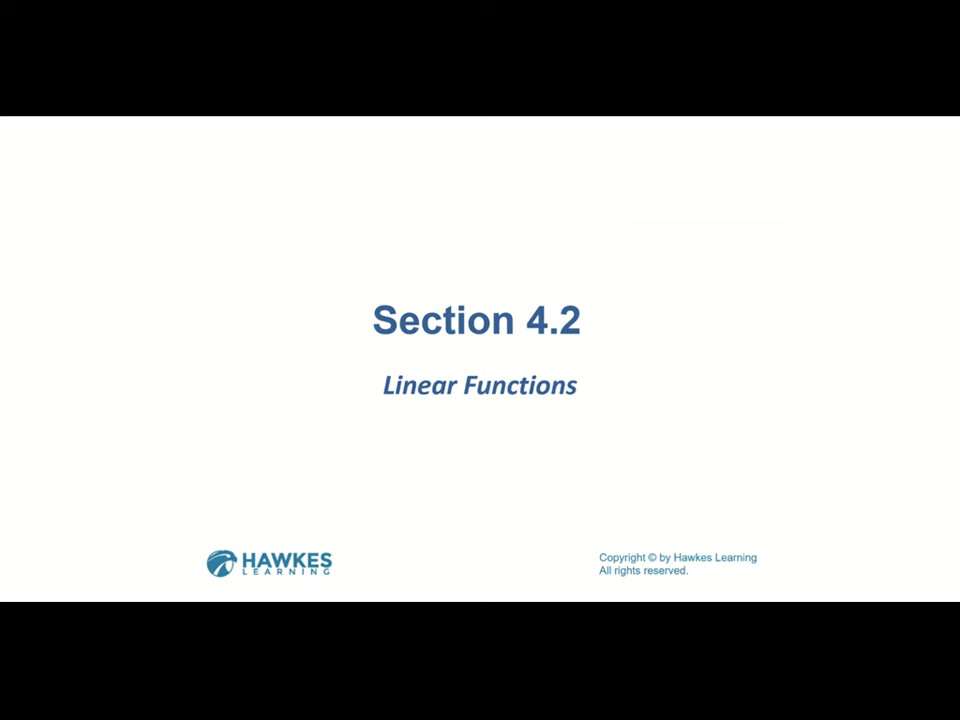 Section 4.2
Linear Functions
HAWKES
LEARNING
Copyright © by Hawkes Learning
All rights reserved.